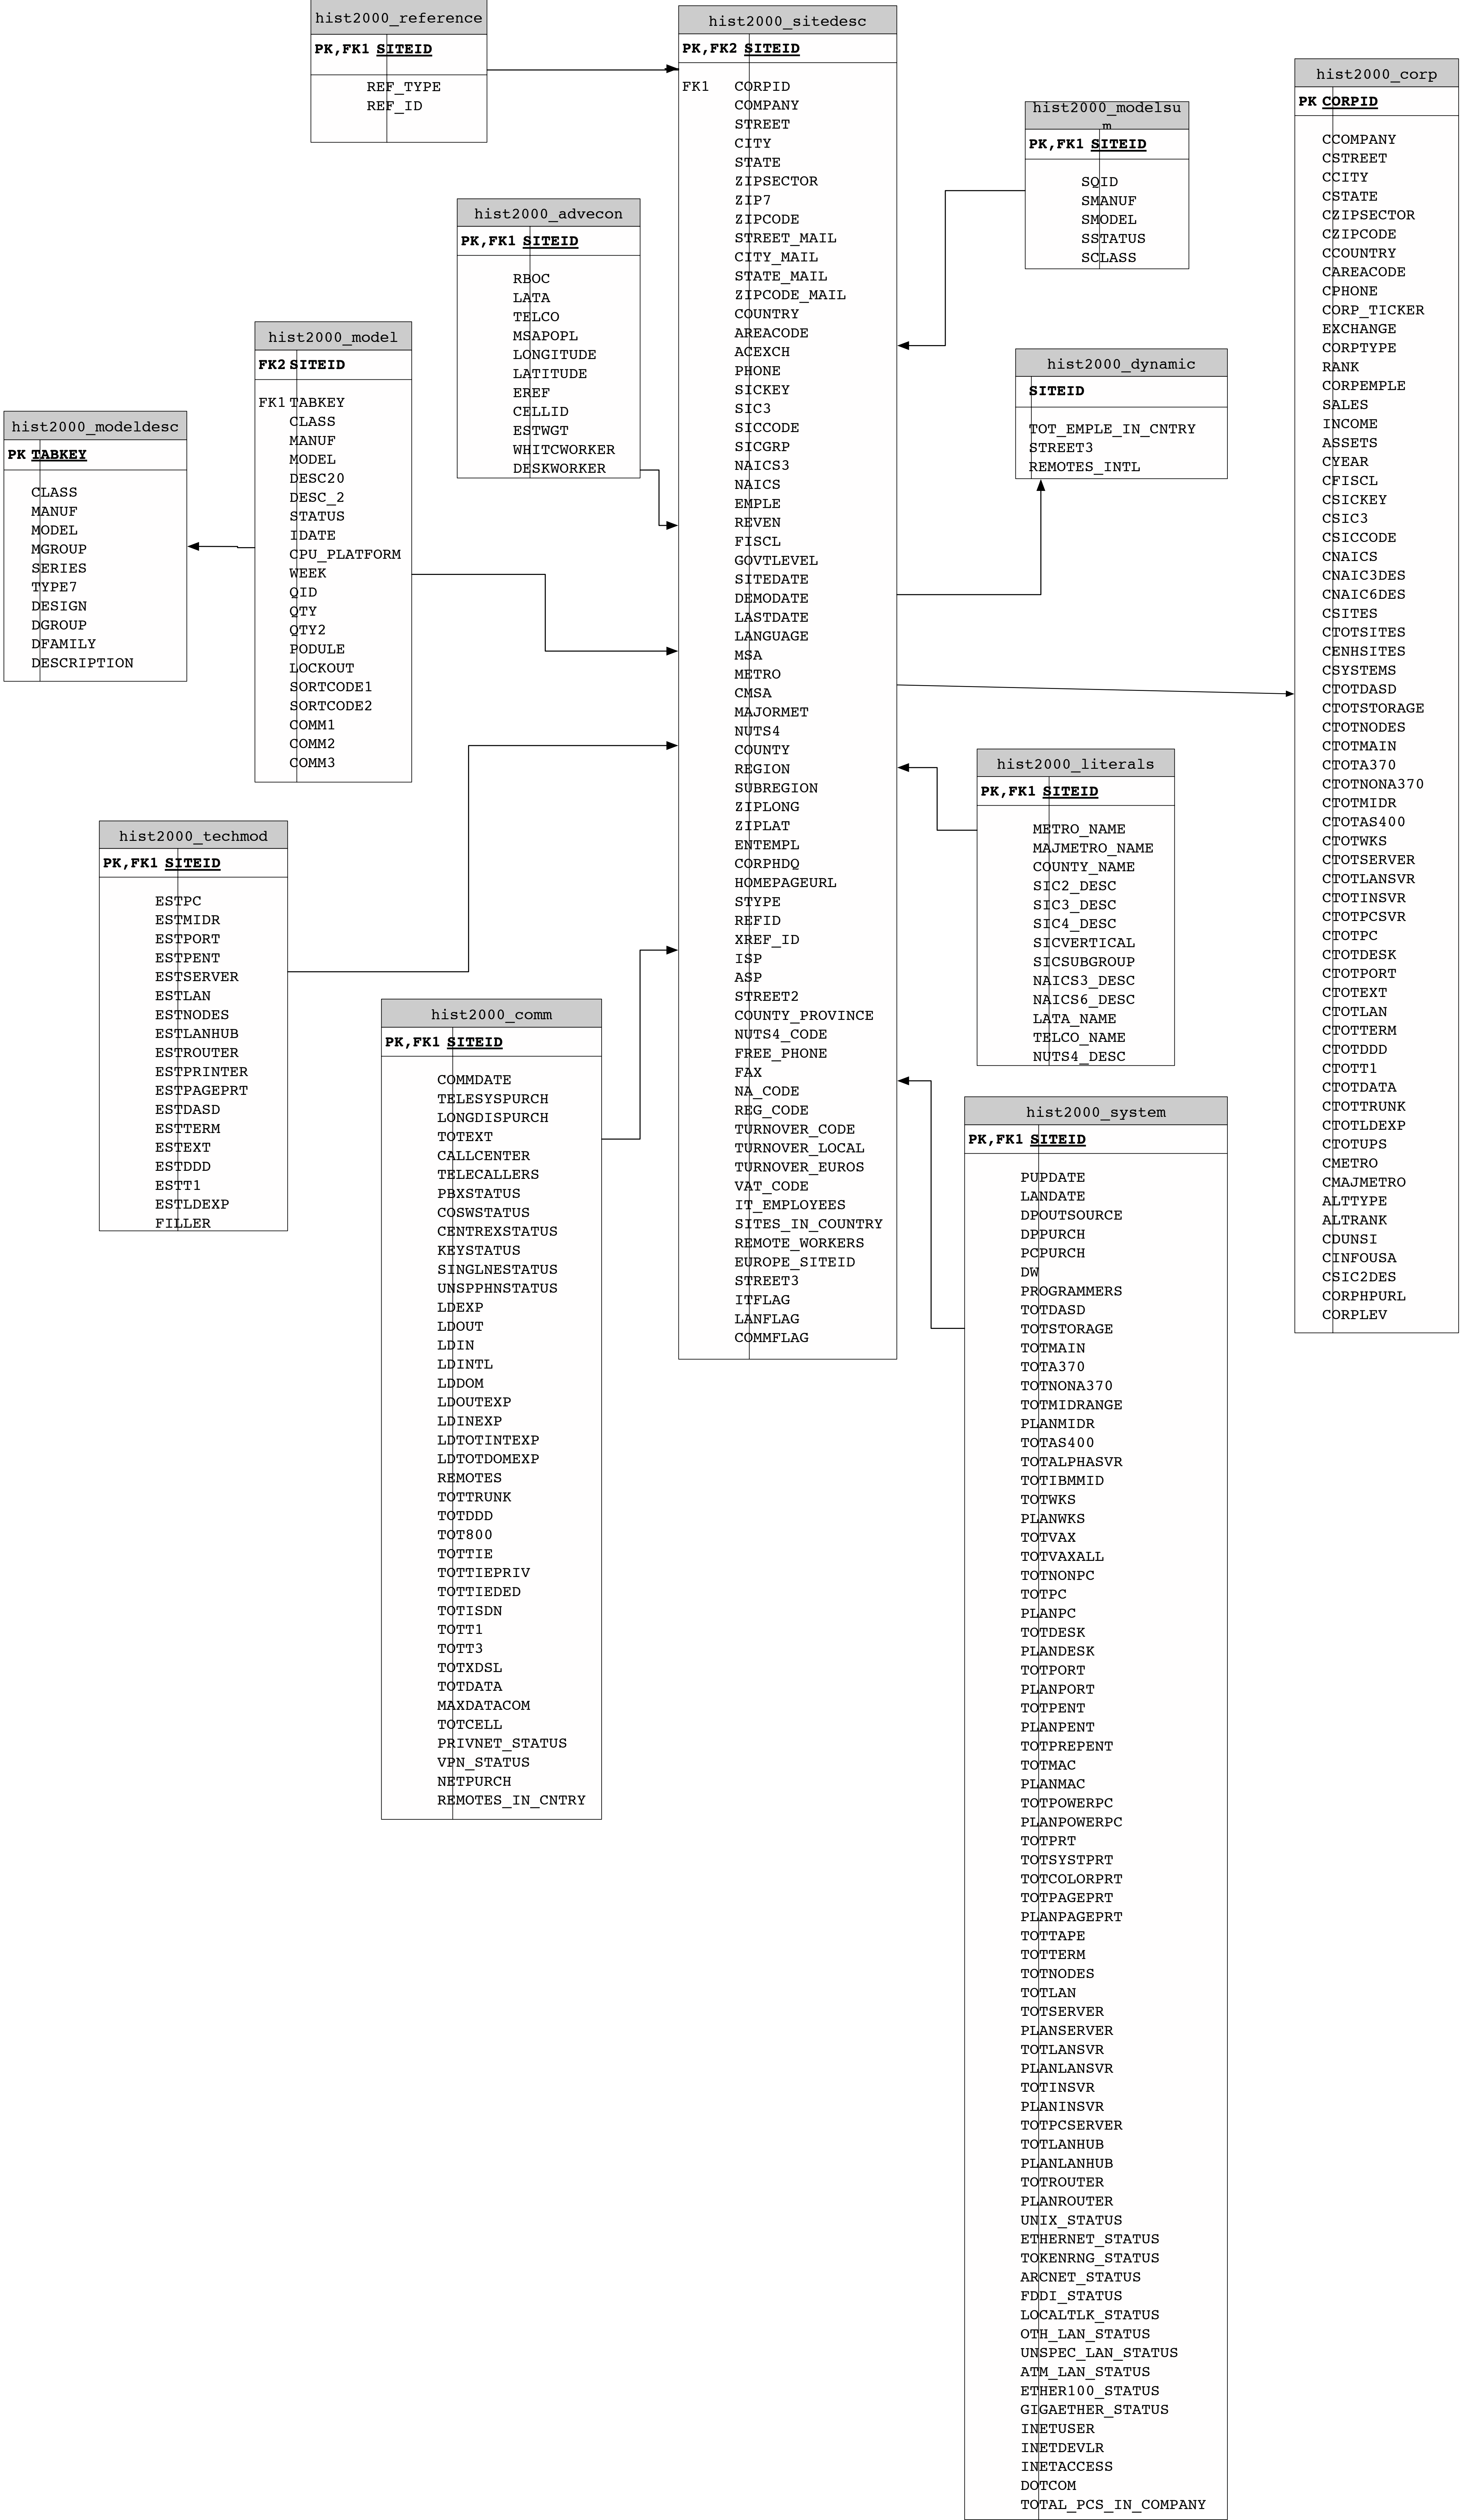 hist2000_reference
PK,FK1 SITEID
REF_TYPE
REF_ID
hist2000_sitedesc
PK,FK2 SITEID
FK1 CORPID
COMPANY
STREET
CITY
STATE
ZIPSECTOR
ZIP7
ZIPCODE
STREET_MAIL
CITY_MAIL
STATE_MAIL
ZIPCODE_MAIL
COUNTRY
AREACODE
ACEXCH
PHONE
SICKEY
SIC3
SICCODE
SICGRP
NAICS3
NAICS
EMPLE
REVEN
FISCL
GOVTLEVEL
SITEDATE
DEMODATE
LASTDATE
LANGUAGE
MSA
METRO
CMSA
MAJORMET
NUTS4
COUNTY
REGION
SUBREGION
ZIPLONG
ZIPLAT
ENTEMPL
CORPHDQ
HOMEPAGEURL
STYPE
REFID
XREF_ID
ISP
ASP
STREET2
COUNTY_PROVINCE
NUTS4_CODE
FREE_PHONE
FAX
NA_CODE
REG_CODE
TURNOVER_CODE
TURNOVER_LOCAL
TURNOVER_EUROS
VAT_CODE
IT_EMPLOYEES
SITES_IN_COUNTRY
REMOTE_WORKERS
EUROPE_SITEID
STREET3
ITFLAG
LANFLAG
COMMFLAG
hist2000_corp
PK CORPID
CCOMPANY
CSTREET
CCITY
CSTATE
CZIPSECTOR
CZIPCODE
CCOUNTRY
CAREACODE
CPHONE
CORP_TICKER
EXCHANGE
CORPTYPE
RANK
CORPEMPLE
SALES
INCOME
ASSETS
CYEAR
CFISCL
CSICKEY
CSIC3
CSICCODE
CNAICS
CNAIC3DES
CNAIC6DES
CSITES
CTOTSITES
CENHSITES
CSYSTEMS
CTOTDASD
CTOTSTORAGE
CTOTNODES
CTOTMAIN
CTOTA370
CTOTNONA370
CTOTMIDR
CTOTAS400
CTOTWKS
CTOTSERVER
CTOTLANSVR
CTOTINSVR
CTOTPCSVR
CTOTPC
CTOTDESK
CTOTPORT
CTOTEXT
CTOTLAN
CTOTTERM
CTOTDDD
CTOTT1
CTOTDATA
CTOTTRUNK
CTOTLDEXP
CTOTUPS
CMETRO
CMAJMETRO
ALTTYPE
ALTRANK
CDUNSI
CINFOUSA
CSIC2DES
CORPHPURL
CORPLEV
hist2000_modelsu
m
PK,FK1 SITEID
SQID
SMANUF
SMODEL
SSTATUS
SCLASS
hist2000_advecon
PK,FK1 SITEID
RBOC
LATA
TELCO
MSAPOPL
LONGITUDE
LATITUDE
EREF
CELLID
ESTWGT
WHITCWORKER
DESKWORKER
hist2000_model
FK2 SITEID
FK1 TABKEY
CLASS
MANUF
MODEL
DESC20
DESC_2
STATUS
IDATE
CPU_PLATFORM
WEEK
QID
QTY
QTY2
PODULE
LOCKOUT
SORTCODE1
SORTCODE2
COMM1
COMM2
COMM3
hist2000_dynamic
SITEID
TOT_EMPLE_IN_CNTRY
STREET3
REMOTES_INTL
hist2000_modeldesc
PK TABKEY
CLASS
MANUF
MODEL
MGROUP
SERIES
TYPE7
DESIGN
DGROUP
DFAMILY
DESCRIPTION
hist2000_literals
PK,FK1 SITEID
METRO_NAME
MAJMETRO_NAME
COUNTY_NAME
SIC2_DESC
SIC3_DESC
SIC4_DESC
SICVERTICAL
SICSUBGROUP
NAICS3_DESC
NAICS6_DESC
LATA_NAME
TELCO_NAME
NUTS4_DESC
hist2000_techmod
PK,FK1 SITEID
ESTPC
ESTMIDR
ESTPORT
ESTPENT
ESTSERVER
ESTLAN
ESTNODES
ESTLANHUB
ESTROUTER
ESTPRINTER
ESTPAGEPRT
ESTDASD
ESTTERM
ESTEXT
ESTDDD
ESTT1
ESTLDEXP
FILLER
hist2000_comm
PK,FK1 SITEID
COMMDATE
TELESYSPURCH
LONGDISPURCH
TOTEXT
CALLCENTER
TELECALLERS
PBXSTATUS
COSWSTATUS
CENTREXSTATUS
KEYSTATUS
SINGLNESTATUS
UNSPPHNSTATUS
LDEXP
LDOUT
LDIN
LDINTL
LDDOM
LDOUTEXP
LDINEXP
LDTOTINTEXP
LDTOTDOMEXP
REMOTES
TOTTRUNK
TOTDDD
TOT800
TOTTIE
TOTTIEPRIV
TOTTIEDED
TOTISDN
TOTT1
TOTT3
TOTXDSL
TOTDATA
MAXDATACOM
TOTCELL
PRIVNET_STATUS
VPN_STATUS
NETPURCH
REMOTES_IN_CNTRY
hist2000_system
PK,FK1 SITEID
PUPDATE
LANDATE
DPOUTSOURCE
DPPURCH
PCPURCH
DW
PROGRAMMERS
TOTDASD
TOTSTORAGE
TOTMAIN
TOTA370
TOTNONA370
TOTMIDRANGE
PLANMIDR
TOTAS400
TOTALPHASVR
TOTIBMMID
TOTWKS
PLANWKS
TOTVAX
TOTVAXALL
TOTNONPC
TOTPC
PLANPC
TOTDESK
PLANDESK
TOTPORT
PLANPORT
TOTPENT
PLANPENT
TOTPREPENT
TOTMAC
PLANMAC
TOTPOWERPC
PLANPOWERPC
TOTPRT
TOTSYSTPRT
TOTCOLORPRT
TOTPAGEPRT
PLANPAGEPRT
TOTTAPE
TOTTERM
TOTNODES
TOTLAN
TOTSERVER
PLANSERVER
TOTLANSVR
PLANLANSVR
TOTINSVR
PLANINSVR
TOTPCSERVER
TOTLANHUB
PLANLANHUB
TOTROUTER
PLANROUTER
UNIX_STATUS
ETHERNET_STATUS
TOKENRNG_STATUS
ARCNET_STATUS
FDDI_STATUS
LOCALTLK_STATUS
OTH_LAN_STATUS
UNSPEC_LAN_STATUS
ATM_LAN_STATUS
ETHER100_STATUS
GIGAETHER_STATUS
INETUSER
INETDEVLR
INETACCESS
DOTCOM
TOTAL_PCS_IN_COMPANY